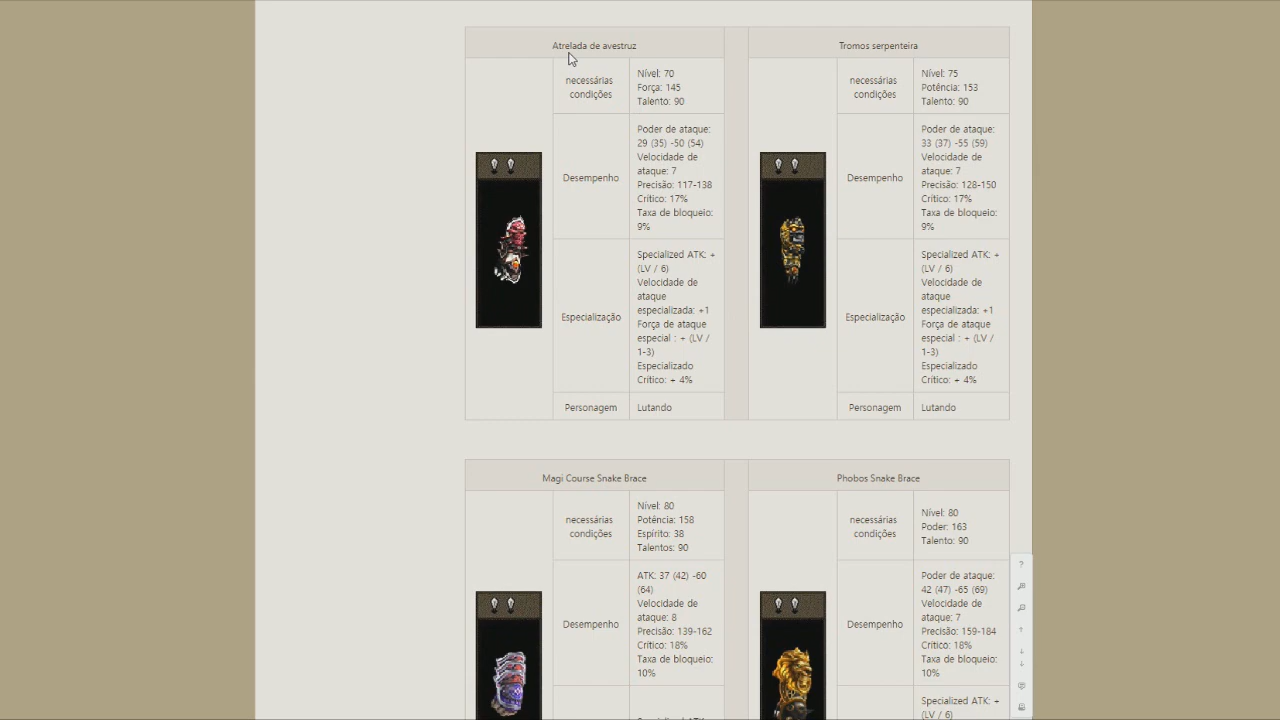 Atrelada de avestruz
necessárias
condições
Nível: 70
Força: 145
Talento: 90
Desempenho
Poder de ataque:
29 (35) -50 (54)
Velocidade de
ataque: 7
Precisão: 117-138
Crítico: 17%
Taxa de bloqueio:
9%
Especialização
Specialized ATK: +
(LV / 6)
Velocidade de
ataque
especializada: +1
Força de ataque
especial : + (LV /
1-3)
Especializado
Crítico: + 4%
Personagem
Lutando
Tromos serpenteira
necessárias
condições
Nível: 75
Potência: 153
Talento: 90
Desempenho
Poder de ataque:
33 (37) -55 (59)
Velocidade de
ataque: 7
Precisão: 128-150
Crítico: 17%
Taxa de bloqueio:
9%
Especialização
Specialized ATK: +
(LV / 6)
Velocidade de
ataque
especializada: +1
Força de ataque
especial : + (LV /
1-3)
Especializado
Crítico: + 4%
Personagem
Lutando
Magi Course Snake Brace
necessárias
condições
Nível: 80
Potência: 158
Espírito: 38
Talentos: 90
Desempenho
ATK: 37 (42) -60
(64)
Velocidade de
ataque: 8
Precisão: 139-162
Crítico: 18%
Taxa de bloqueio:
10%
Phobos Snake Brace
necessárias
condições
Nível: 80
Poder: 163
Talento: 90
Desempenho
Poder de ataque:
42 (47) -65 (69)
Velocidade de
ataque: 7
Precisão: 159-184
Crítico: 18%
Taxa de bloqueio:
10%
Specialized ATK: +
(LV / 6)